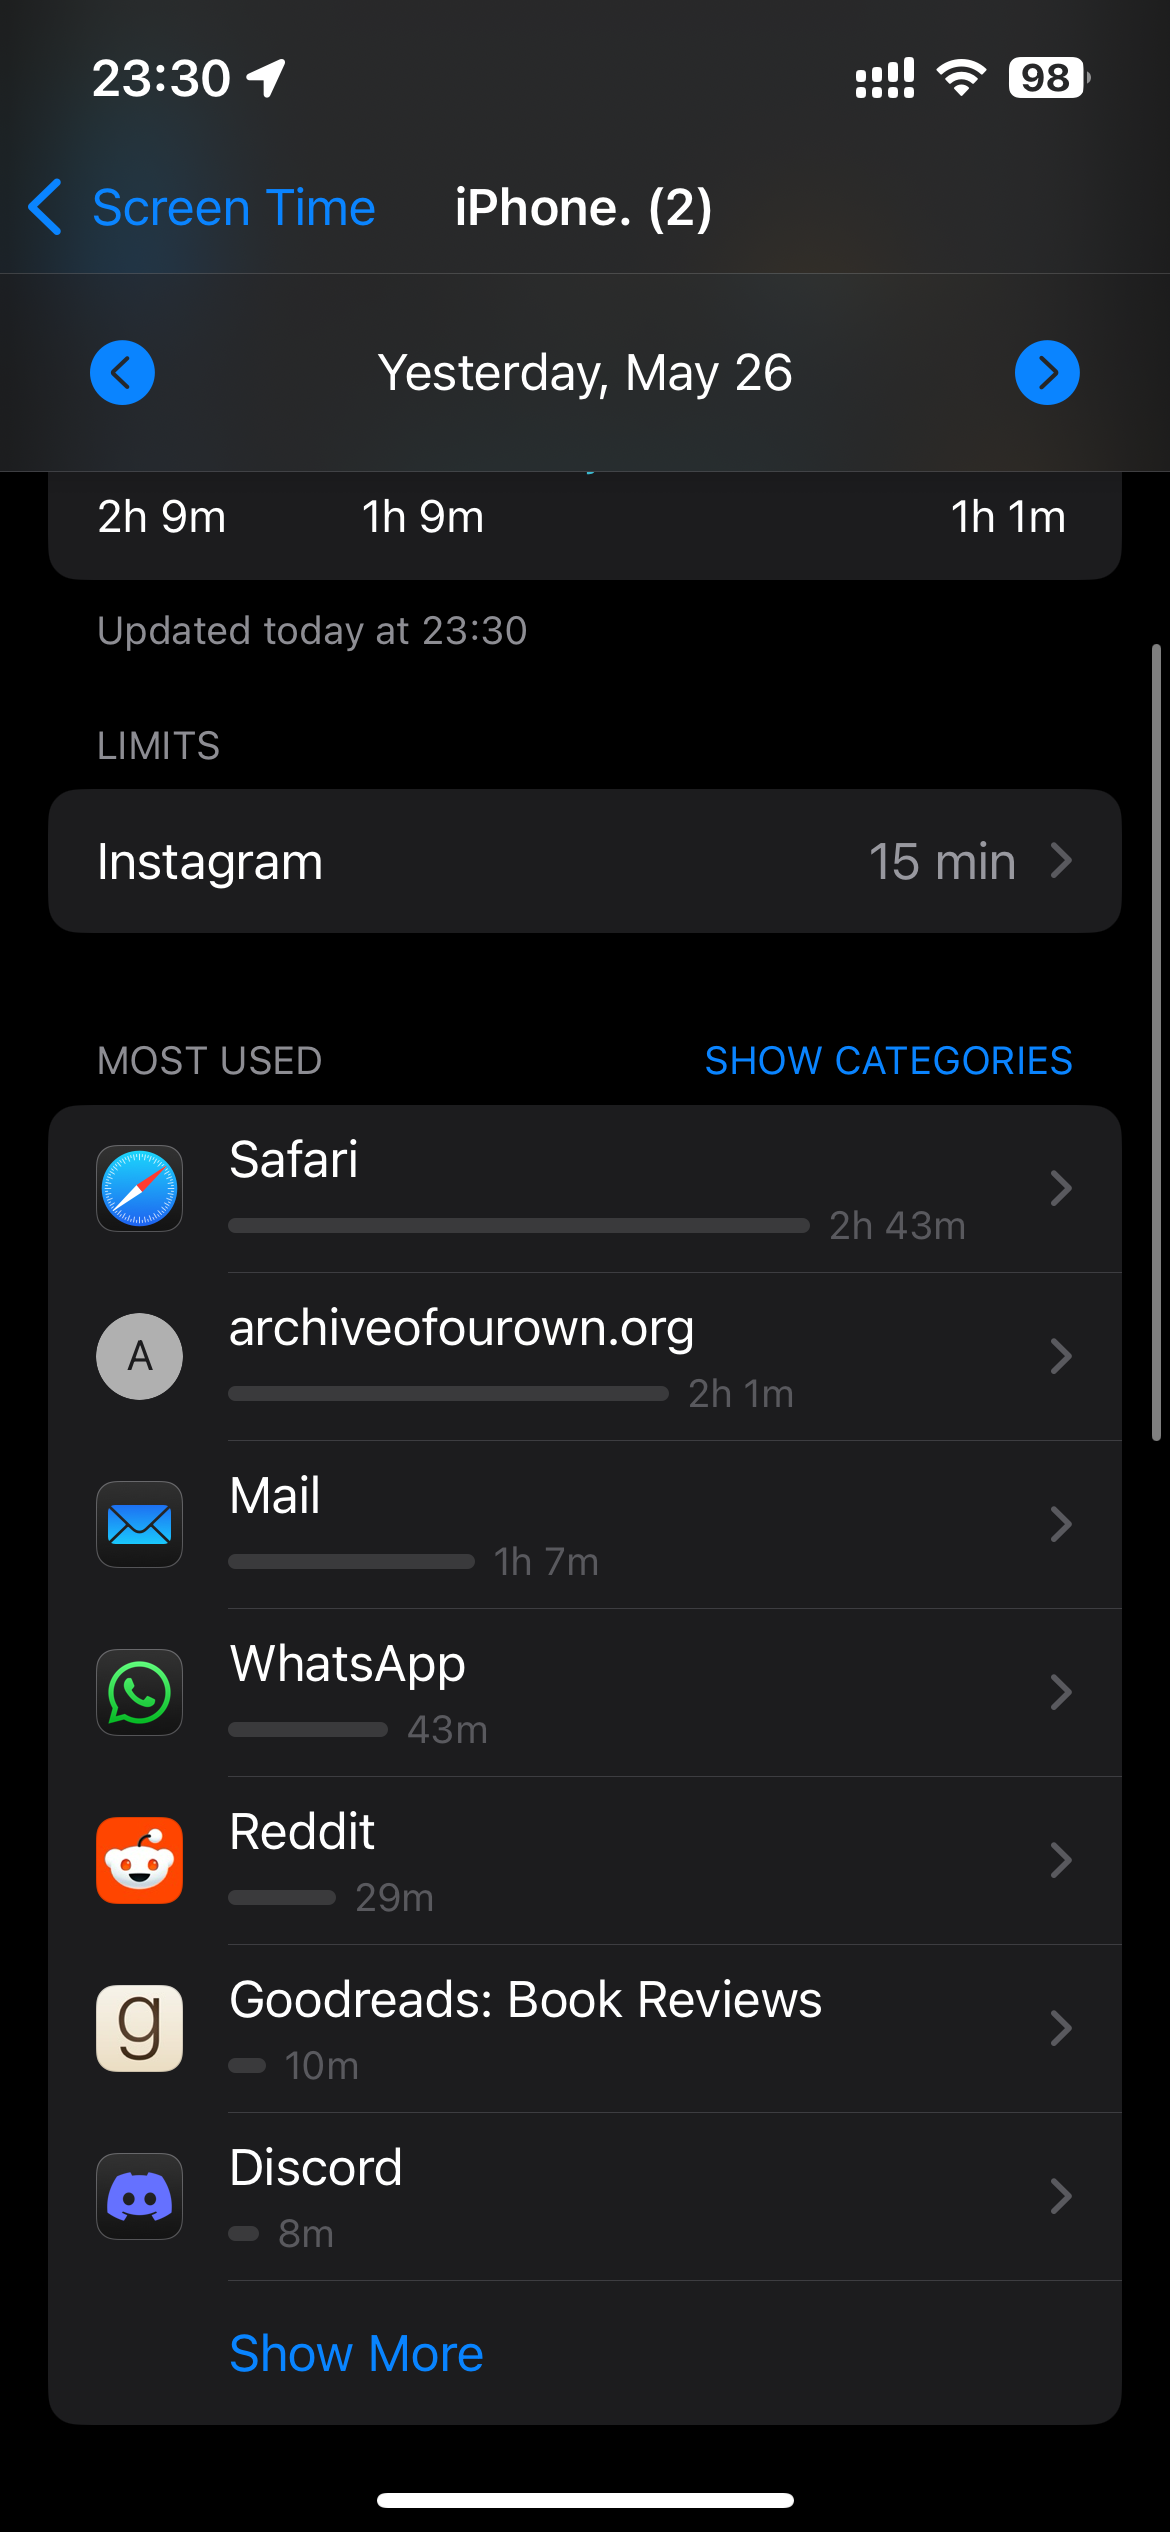 23:30
98
Screen Time
iPhone. (2)
Yesterday, May 26
2h 9m 1h 9m 1h 1m
Updated today at 23:30
LIMITS
Instagram 15 min
MOST USED SHOW CATEGORIES
Safari
2h 43m
A
archiveofourown.org
2h 1m
Mail
1h 7m
WhatsApp
43m
Reddit
29m
g
Goodreads: Book Reviews
10m
Discord
8m
Show More